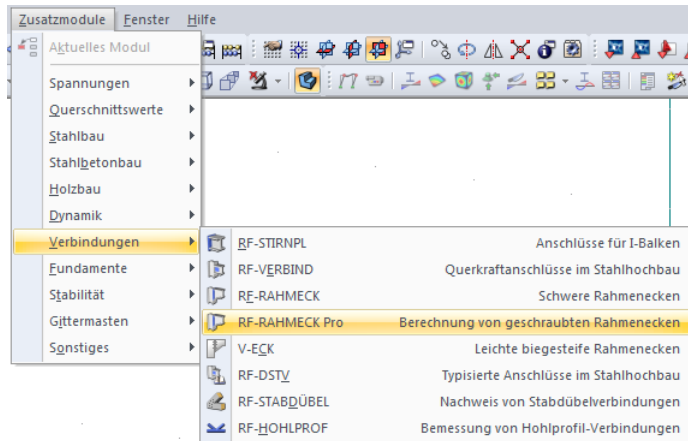 Zusatzmodule Fenster Hilfe
Aktuelles Modul
Spannungen
Querschnittswerte
Stahlbau
Stahlbetonbau
Holzbau
Dynamik
Verbindungen
Fundamente
Stabilität
Gittermasten
Sonstiges
RF-STIRNPL Anschlüsse für I-Balken
RF-VERBIND Querkraftanschlüsse im Stahlhochbau
RF-RAHMECK Schwere Rahmenecken
RF-RAHMECK Pro Berechnung von geschraubten Rahmenecken
V-ECK Leichte biegesteife Rahmenecken
RF-DSTV Typisierte Anschlüsse im Stahlhochbau
RF-STABDÜBEL Nachweis von Stabdübelverbindungen
RF-HOHLPROF Bemessung von Hohlprofil-Verbindungen